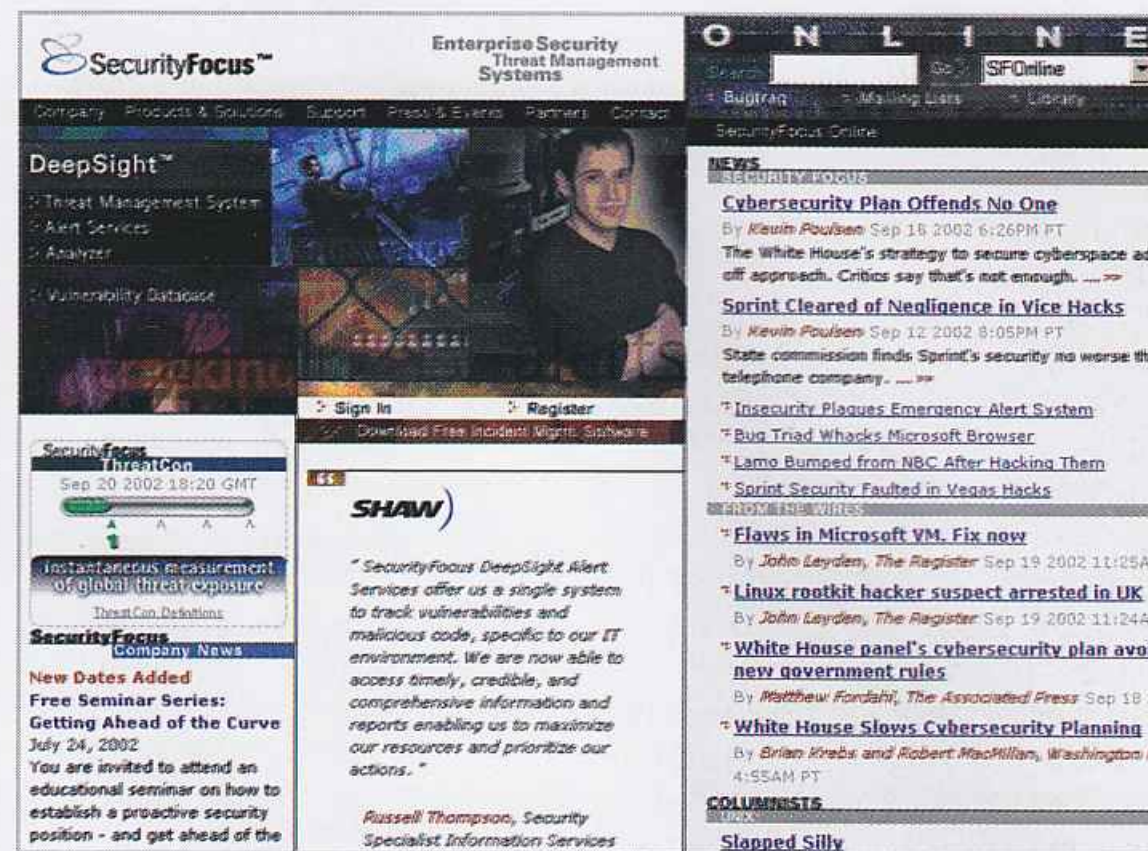 SecurityFocus™
Enterprise Security
Threat Management
Systems
Company Products & Solutions Support Press & Events Partners Contact
DeepSight™
Threat Management System
Alert Services
Analyzer
Vulnerability Database
Sign In Register
Download Free Incident Mgmt. Software
SecurityFocus
ThreatCon
Sep 20 2002 18:20 GMT
instantaneous measurement
of global threat exposure
ThreatCon Definitions
SecurityFocus
Company News
New Dates Added
Free Seminar Series:
Getting Ahead of the Curve
July 24, 2002
You are invited to attend an
educational seminar on how to
establish a proactive security
position - and get ahead of the
SHAW)
" SecurityFocus DeepSight Alert
Services offer us a single system
to track vulnerabilities and
malicious code, specific to our IT
environment. We are now able to
access timely, credible, and
comprehensive information and
reports enabling us to maximize
our resources and prioritize our
actions. "
Russell Thompson, Security
Specialist Information Services
ONLINE
Search Go SFOnline
Bugtraq Mailing Lists Library
SecurityFocus Online
NEWS
SECURITY FOCUS
Cybersecurity Plan Offends No One
By Kevin Poulsen Sep 18 2002 6:26PM PT
The White House's strategy to secure cyberspace
off approach. Critics say that's not enough. .... >>
Sprint Cleared of Negligence in Vice Hacks
By Kevin Poulsen Sep 12 2002 8:05PM PT
State commission finds Sprint's security no worse
telephone company. .... >>
Insecurity Plagues Emergency Alert System
Bug Triad Whacks Microsoft Browser
Lamo Bumped from NBC After Hacking Them
Sprint Security Faulted in Vegas Hacks
FROM THE WIRES
Flaws in Microsoft VM. Fix now
By John Leyden, The Register Sep 19 2002 11:25A
Linux rootkit hacker suspect arrested in UK
By John Leyden, The Register Sep 19 2002 11:24A
White House panel's cybersecurity plan avo
new government rules
By Matthew Fordahl, The Associated Press Sep 18
White House Slows Cybersecurity Planning
By Brian Krebs and Robert MacMillan, Washington
4:55AM PT
COLUMNISTS
Slapped Silly